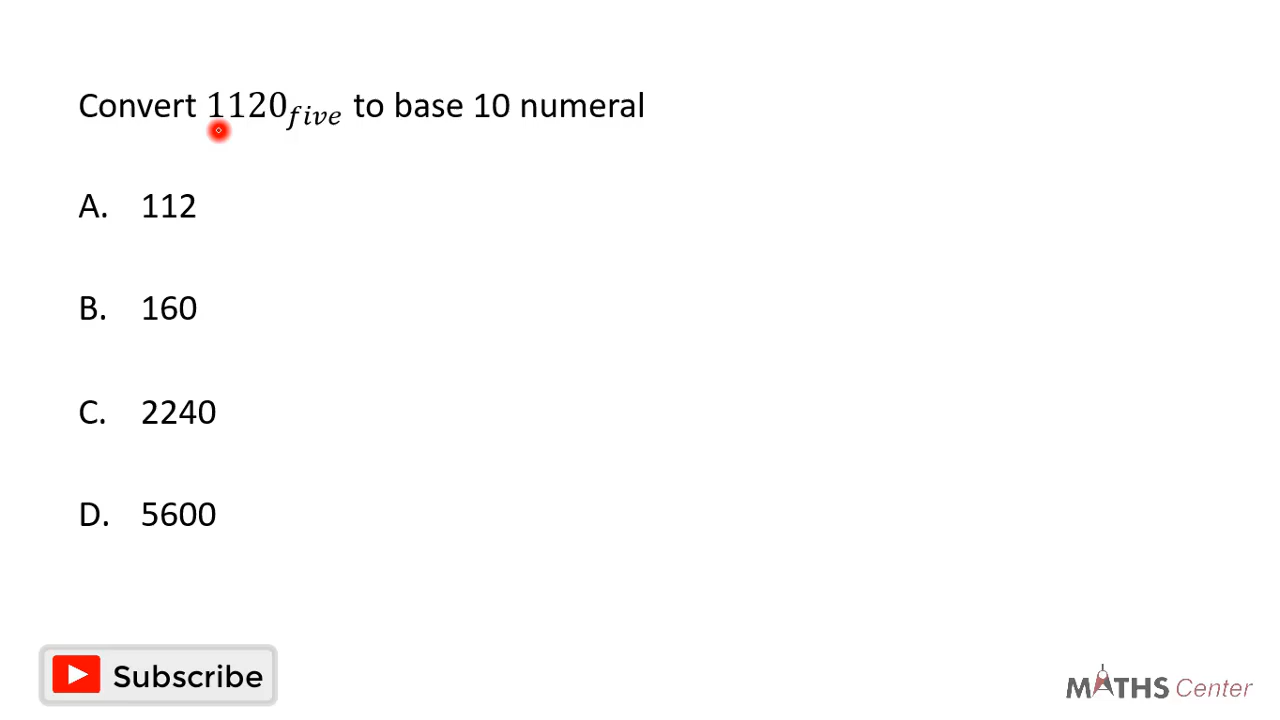 Convert 1120five to base 10 numeral
A. 112
B. 160
C. 2240
D. 5600
Subscribe
MATHS Center